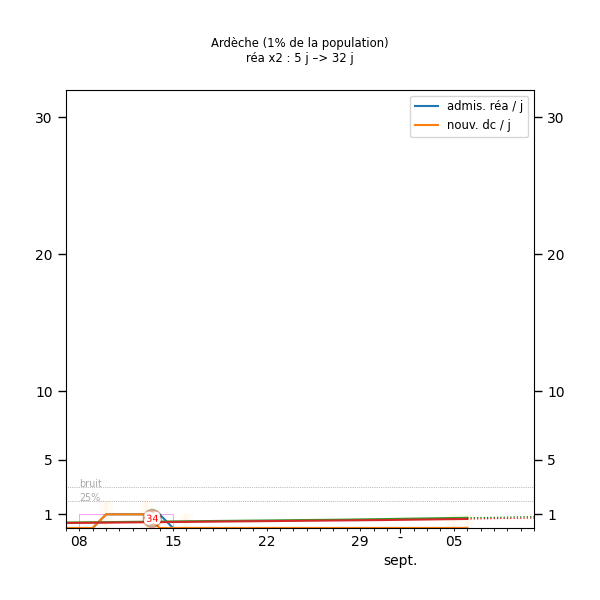 Ardèche (1% de la population)
réa x2 : 5 j –> 32 j
admis. réa / j
nouv. dc / j
30 30
20 20
10 10
5 5
bruit
25%
1 34 1
08 15 22 29 - 05
sept.